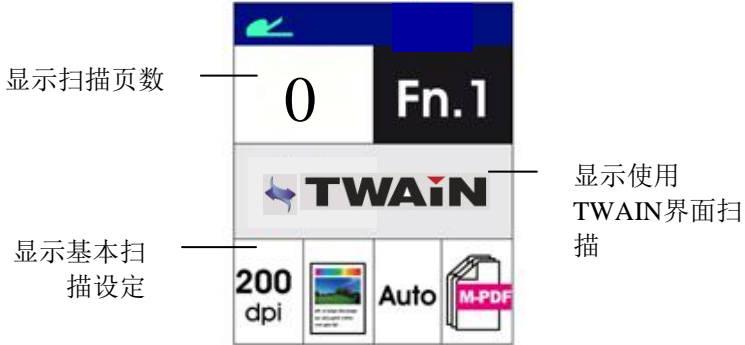 显示扫描页数
0
Fn.1
TWAiN
显示使用
TWAIN界面扫
描
显示基本扫
描设定
200
dpi
Auto
M-PDF